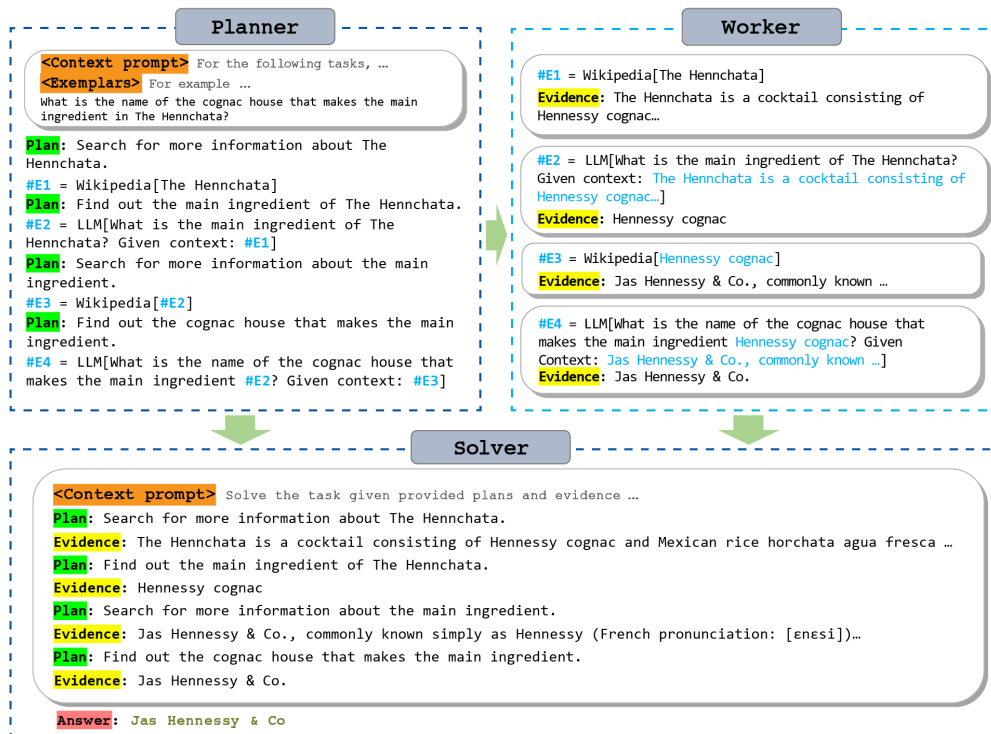 Planner
<Context prompt> For the following tasks, …
<Exemplars> For example …
What is the name of the cognac house that makes the main
ingredient in The Hennchata?
Plan: Search for more information about The
Hennchata.
#E1 = Wikipedia[The Hennchata]
Plan: Find out the main ingredient of The Hennchata.
#E2 = LLM[What is the main ingredient of The
Hennchata? Given context: #E1]
Plan: Search for more information about the main
ingredient.
#E3 = Wikipedia[#E2]
Plan: Find out the cognac house that makes the main
ingredient.
#E4 = LLM[What is the name of the cognac house that
makes the main ingredient #E2? Given context: #E3]
Worker
#E1 = Wikipedia[The Hennchata]
Evidence: The Hennchata is a cocktail consisting of
Hennessy cognac…
#E2 = LLM[What is the main ingredient of The Hennchata?
Given context: The Hennchata is a cocktail consisting of
Hennessy cognac…]
Evidence: Hennessy cognac
#E3 = Wikipedia[Hennessy cognac]
Evidence: Jas Hennessy & Co., commonly known …
#E4 = LLM[What is the name of the cognac house that
makes the main ingredient Hennessy cognac? Given
Context: Jas Hennessy & Co., commonly known …]
Evidence: Jas Hennessy & Co.
Solver
<Context prompt> Solve the task given provided plans and evidence …
Plan: Search for more information about The Hennchata.
Evidence: The Hennchata is a cocktail consisting of Hennessy cognac and Mexican rice horchata agua fresca …
Plan: Find out the main ingredient of The Hennchata.
Evidence: Hennessy cognac
Plan: Search for more information about the main ingredient.
Evidence: Jas Hennessy & Co., commonly known simply as Hennessy (French pronunciation: [ɛnɛsi])…
Plan: Find out the cognac house that makes the main ingredient.
Evidence: Jas Hennessy & Co.
Answer: Jas Hennessy & Co